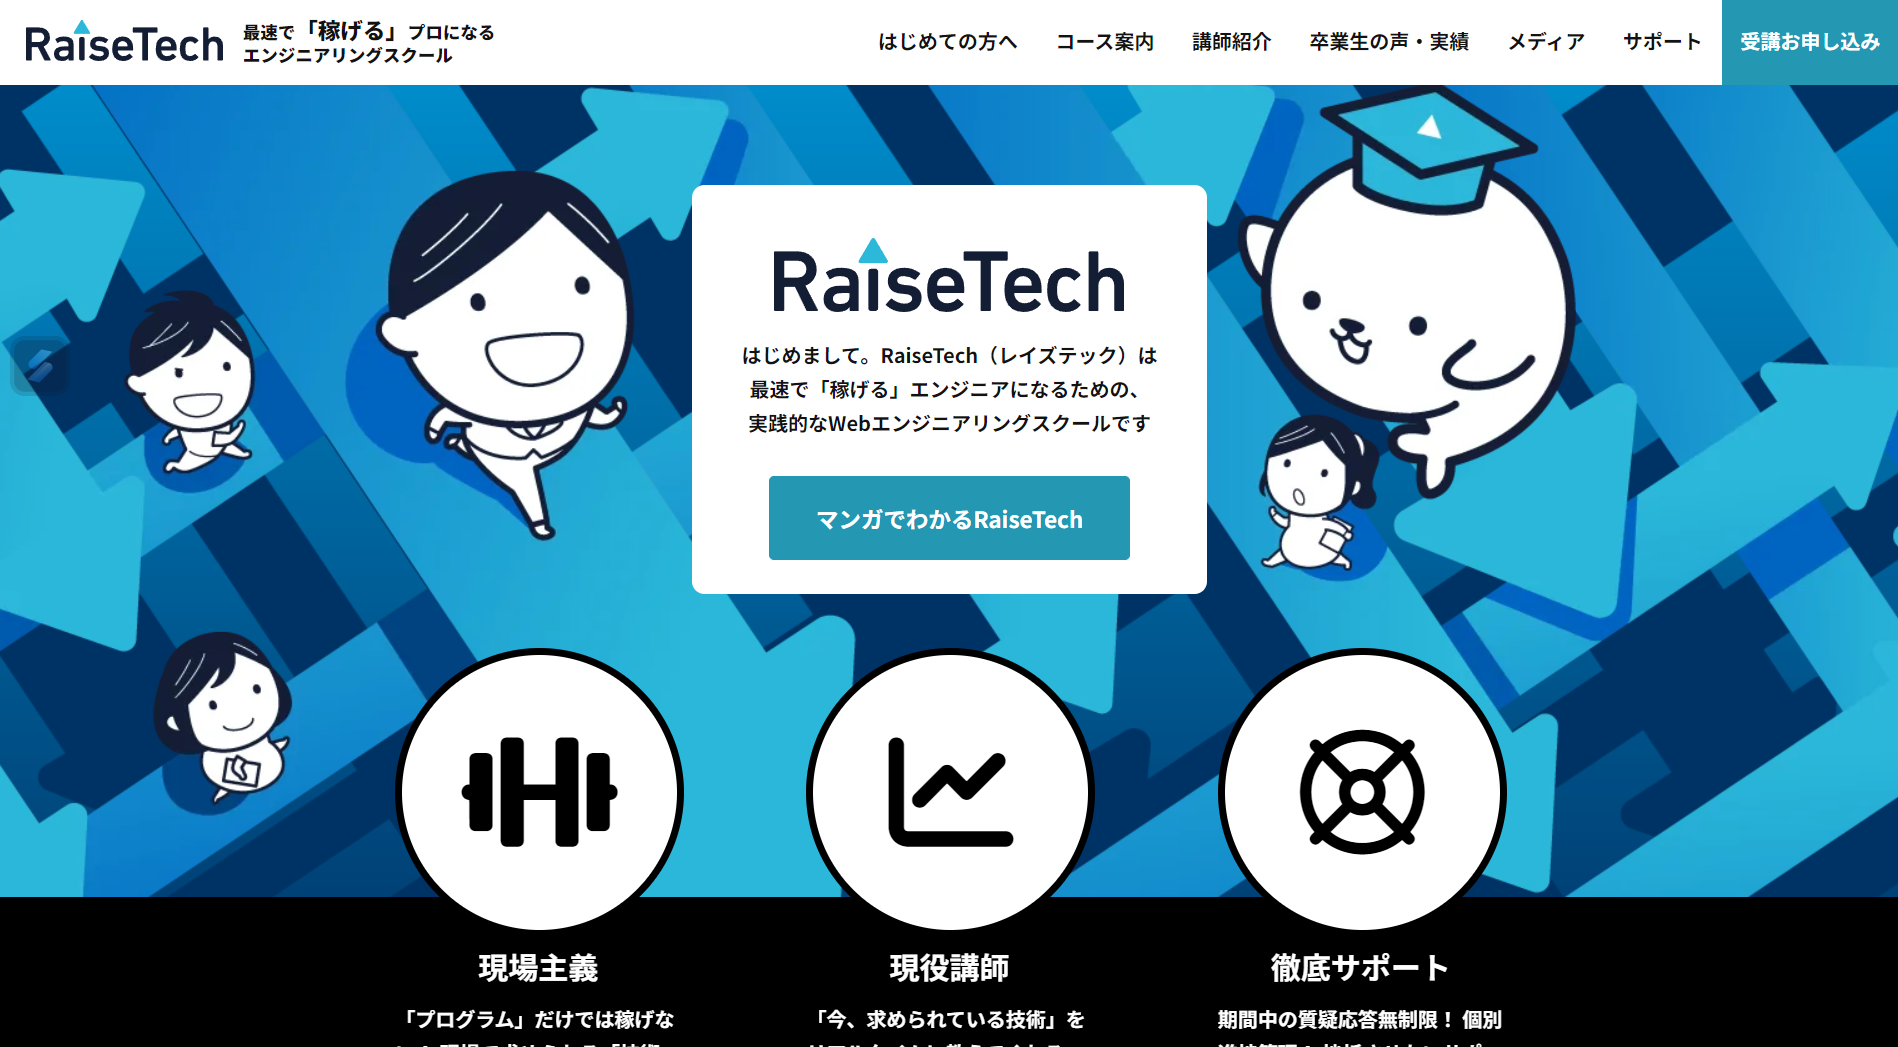 RaiseTech
最速で「稼げる」プロになる
エンジニアリングスクール
はじめての方へ
コース案内
講師紹介
卒業生の声・実績
メディア
サポート
受講お申し込み
RaiseTech
はじめまして。RaiseTech（レイズテック）は
最速で「稼げる」エンジニアになるための、
実践的なWebエンジニアリングスクールです
マンガでわかるRaiseTech
現場主義
「プログラム」だけでは稼げな
現役講師
「今、求められている技術」を
徹底サポート
期間中の質疑応答無制限！ 個別